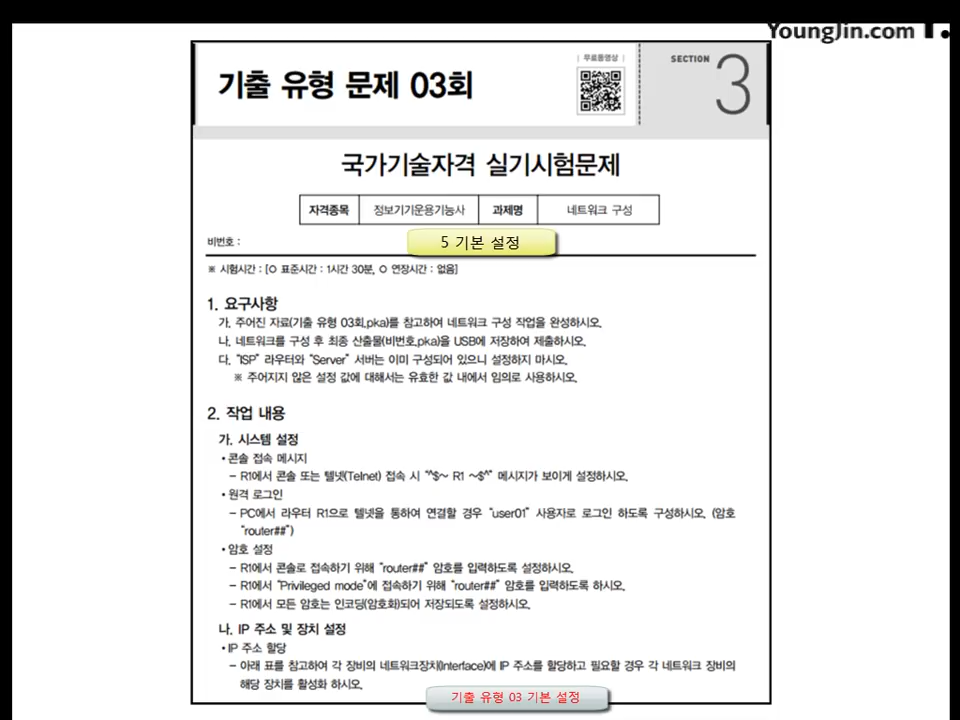 YoungJin.com
기출 유형 문제 03회
무료동영상
SECTION 3
국가기술자격 실기시험문제
자격종목 정보기기운용기능사 과제명 네트워크 구성
비번호 :
5 기본 설정
※ 시험시간 : [○ 표준시간 : 1시간 30분, ○ 연장시간 : 없음]
1. 요구사항
가. 주어진 자료(기출 유형 03회.pka)를 참고하여 네트워크 구성 작업을 완성하시오.
나. 네트워크를 구성 후 최종 산출물(비번호.pka)을 USB에 저장하여 제출하시오.
다. "ISP" 라우터와 "Server" 서버는 이미 구성되어 있으니 설정하지 마시오.
※ 주어지지 않은 설정 값에 대해서는 유효한 값 내에서 임의로 사용하시오.
2. 작업 내용
가. 시스템 설정
• 콘솔 접속 메시지
– R1에서 콘솔 또는 텔넷(Telnet) 접속 시 "^$~ R1 ~$^" 메시지가 보이게 설정하시오.
• 원격 로그인
– PC에서 라우터 R1으로 텔넷을 통하여 연결할 경우 "user01" 사용자로 로그인 하도록 구성하시오. (암호
"router##")
• 암호 설정
– R1에서 콘솔로 접속하기 위해 "router##" 암호를 입력하도록 설정하시오.
– R1에서 "Privileged mode"에 접속하기 위해 "router##" 암호를 입력하도록 하시오.
– R1에서 모든 암호는 인코딩(암호화)되어 저장되도록 설정하시오.
나. IP 주소 및 장치 설정
• IP 주소 할당
– 아래 표를 참고하여 각 장비의 네트워크장치(Interface)에 IP 주소를 할당하고 필요할 경우 각 네트워크 장비의
해당 장치를 활성화 하시오.
기출 유형 03 기본 설정